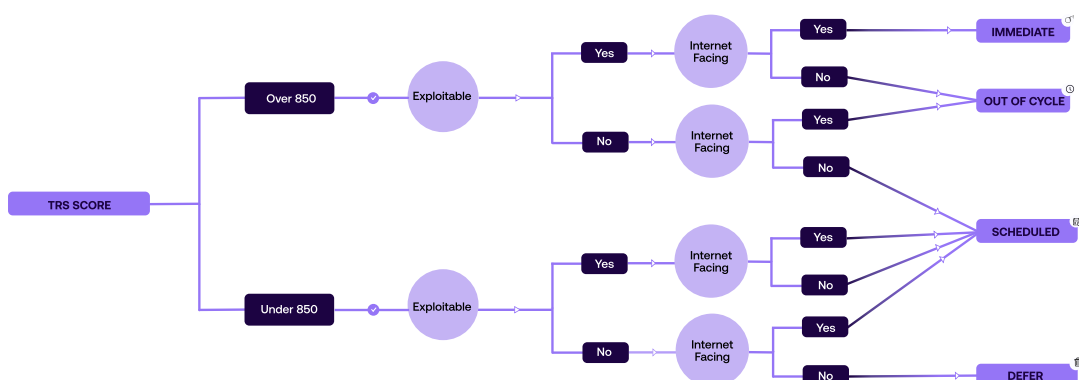 TRS SCORE
Over 850
Exploitable
Yes
Internet
Facing
Yes
IMMEDIATE
No
OUT OF CYCLE
No
Internet
Facing
Yes
No
SCHEDULED
Under 850
Exploitable
Yes
Internet
Facing
Yes
No
No
Internet
Facing
Yes
No
DEFER